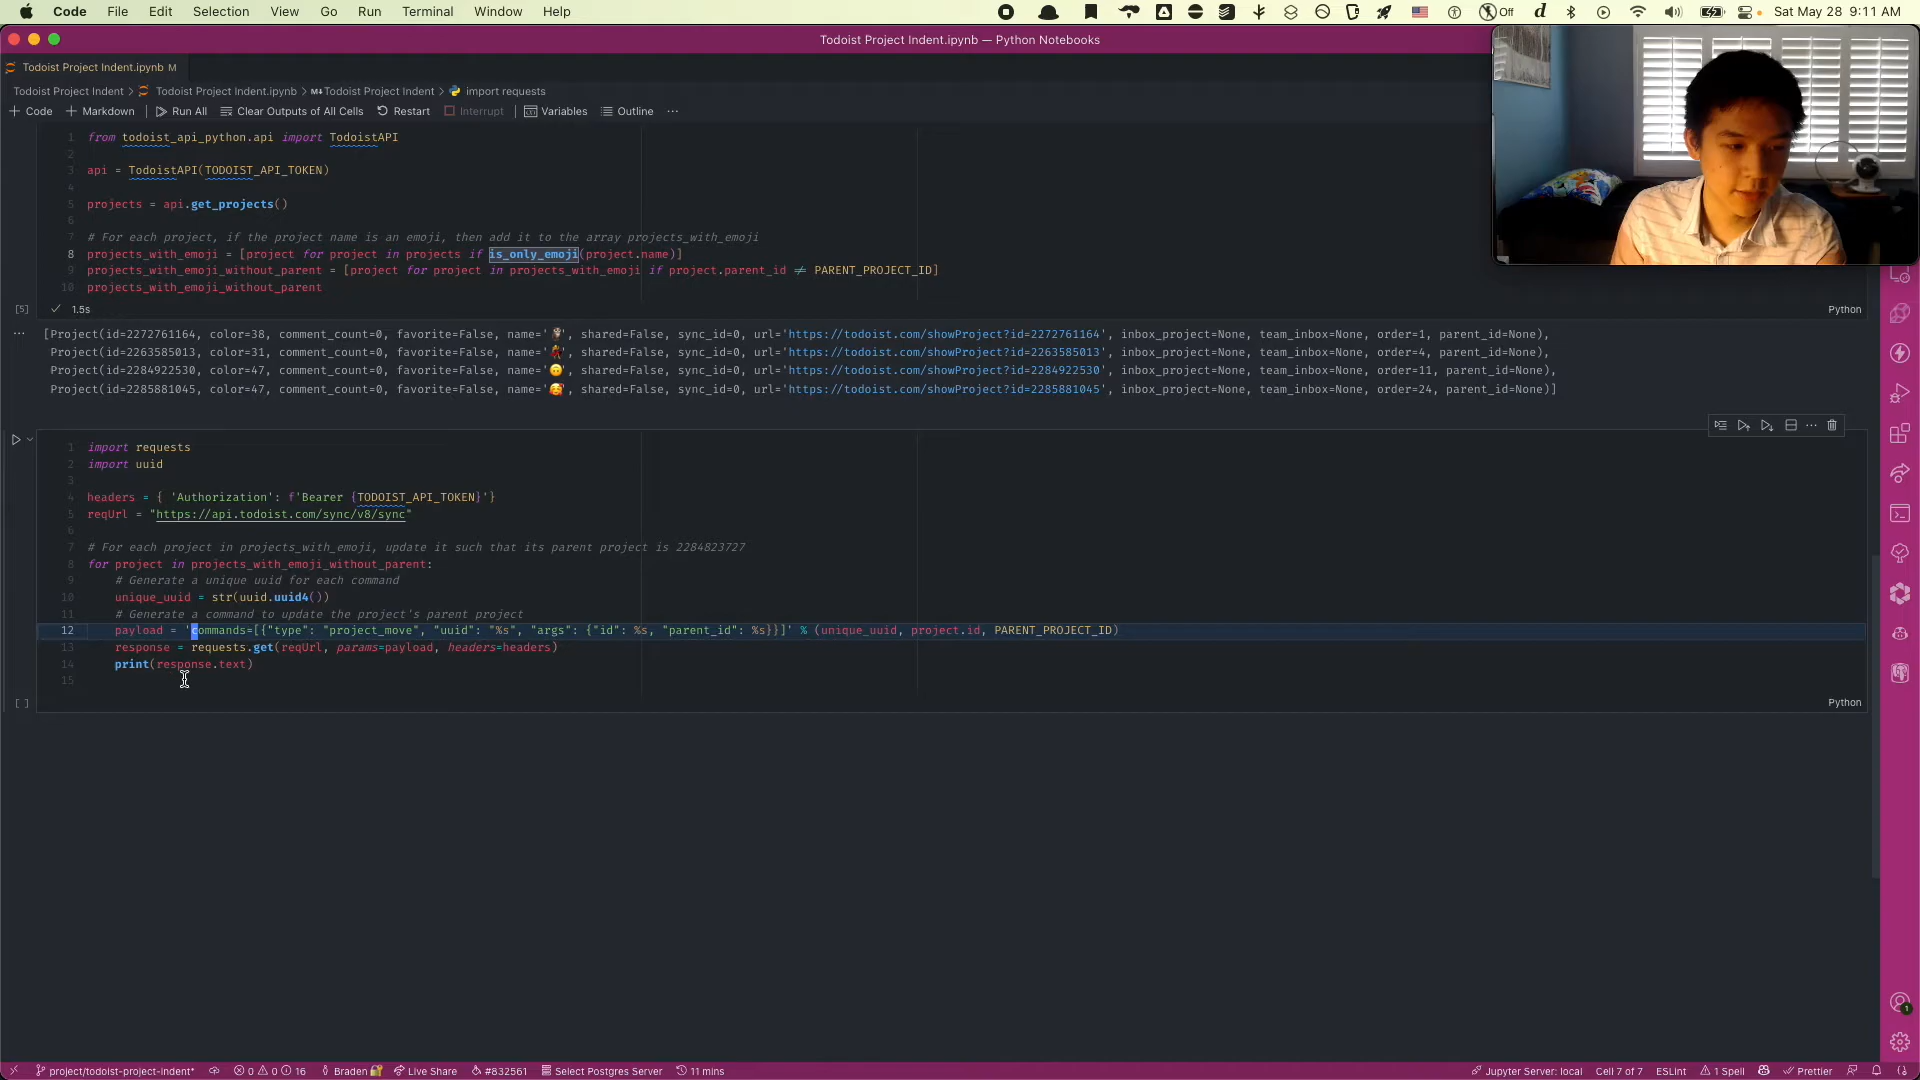 Code File Edit Selection View Go Run Terminal Window Help
Off
Sat May 28 9:11 AM
Todoist Project Indent.ipynb — Python Notebooks
Todoist Project Indent.ipynb M
Todoist Project Indent > Todoist Project Indent.ipynb > M↓Todoist Project Indent > import requests
+ Code + Markdown Run All Clear Outputs of All Cells Restart Interrupt Variables Outline ...
1 from todoist_api_python.api import TodoistAPI
2
3 api = TodoistAPI(TODOIST_API_TOKEN)
4
5 projects = api.get_projects()
6
7 # For each project, if the project name is an emoji, then add it to the array projects_with_emoji
8 projects_with_emoji = [project for project in projects if is_only_emoji(project.name)]
9 projects_with_emoji_without_parent = [project for project in projects_with_emoji if project.parent_id ≠ PARENT_PROJECT_ID]
10 projects_with_emoji_without_parent
[5] ✓ 1.5s
Python
[Project(id=2272761164, color=38, comment_count=0, favorite=False, name='', shared=False, sync_id=0, url='https://todoist.com/showProject?id=2272761164', inbox_project=None, team_inbox=None, order=1, parent_id=None),
Project(id=2263585013, color=31, comment_count=0, favorite=False, name='', shared=False, sync_id=0, url='https://todoist.com/showProject?id=2263585013', inbox_project=None, team_inbox=None, order=4, parent_id=None),
Project(id=2284922530, color=47, comment_count=0, favorite=False, name='🙃', shared=False, sync_id=0, url='https://todoist.com/showProject?id=2284922530', inbox_project=None, team_inbox=None, order=11, parent_id=None),
Project(id=2285881045, color=47, comment_count=0, favorite=False, name='🥰', shared=False, sync_id=0, url='https://todoist.com/showProject?id=2285881045', inbox_project=None, team_inbox=None, order=24, parent_id=None)]
1 import requests
2 import uuid
3
4 headers = { 'Authorization': f'Bearer {TODOIST_API_TOKEN}'}
5 reqUrl = "https://api.todoist.com/sync/v8/sync"
6
7 # For each project in projects_with_emoji, update it such that its parent project is 2284823727
8 for project in projects_with_emoji_without_parent:
9 # Generate a unique uuid for each command
10 unique_uuid = str(uuid.uuid4())
11 # Generate a command to update the project's parent project
12 payload = 'commands=[{"type": "project_move", "uuid": "%s", "args": {"id": %s, "parent_id": %s}}]' % (unique_uuid, project.id, PARENT_PROJECT_ID)
13 response = requests.get(reqUrl, params=payload, headers=headers)
14 print(response.text)
15
[ ]
Python
project/todoist-project-indent* 0 0 16 Braden Live Share #832561 Select Postgres Server 11 mins Jupyter Server: local Cell 7 of 7 ESLint 1 Spell Prettier